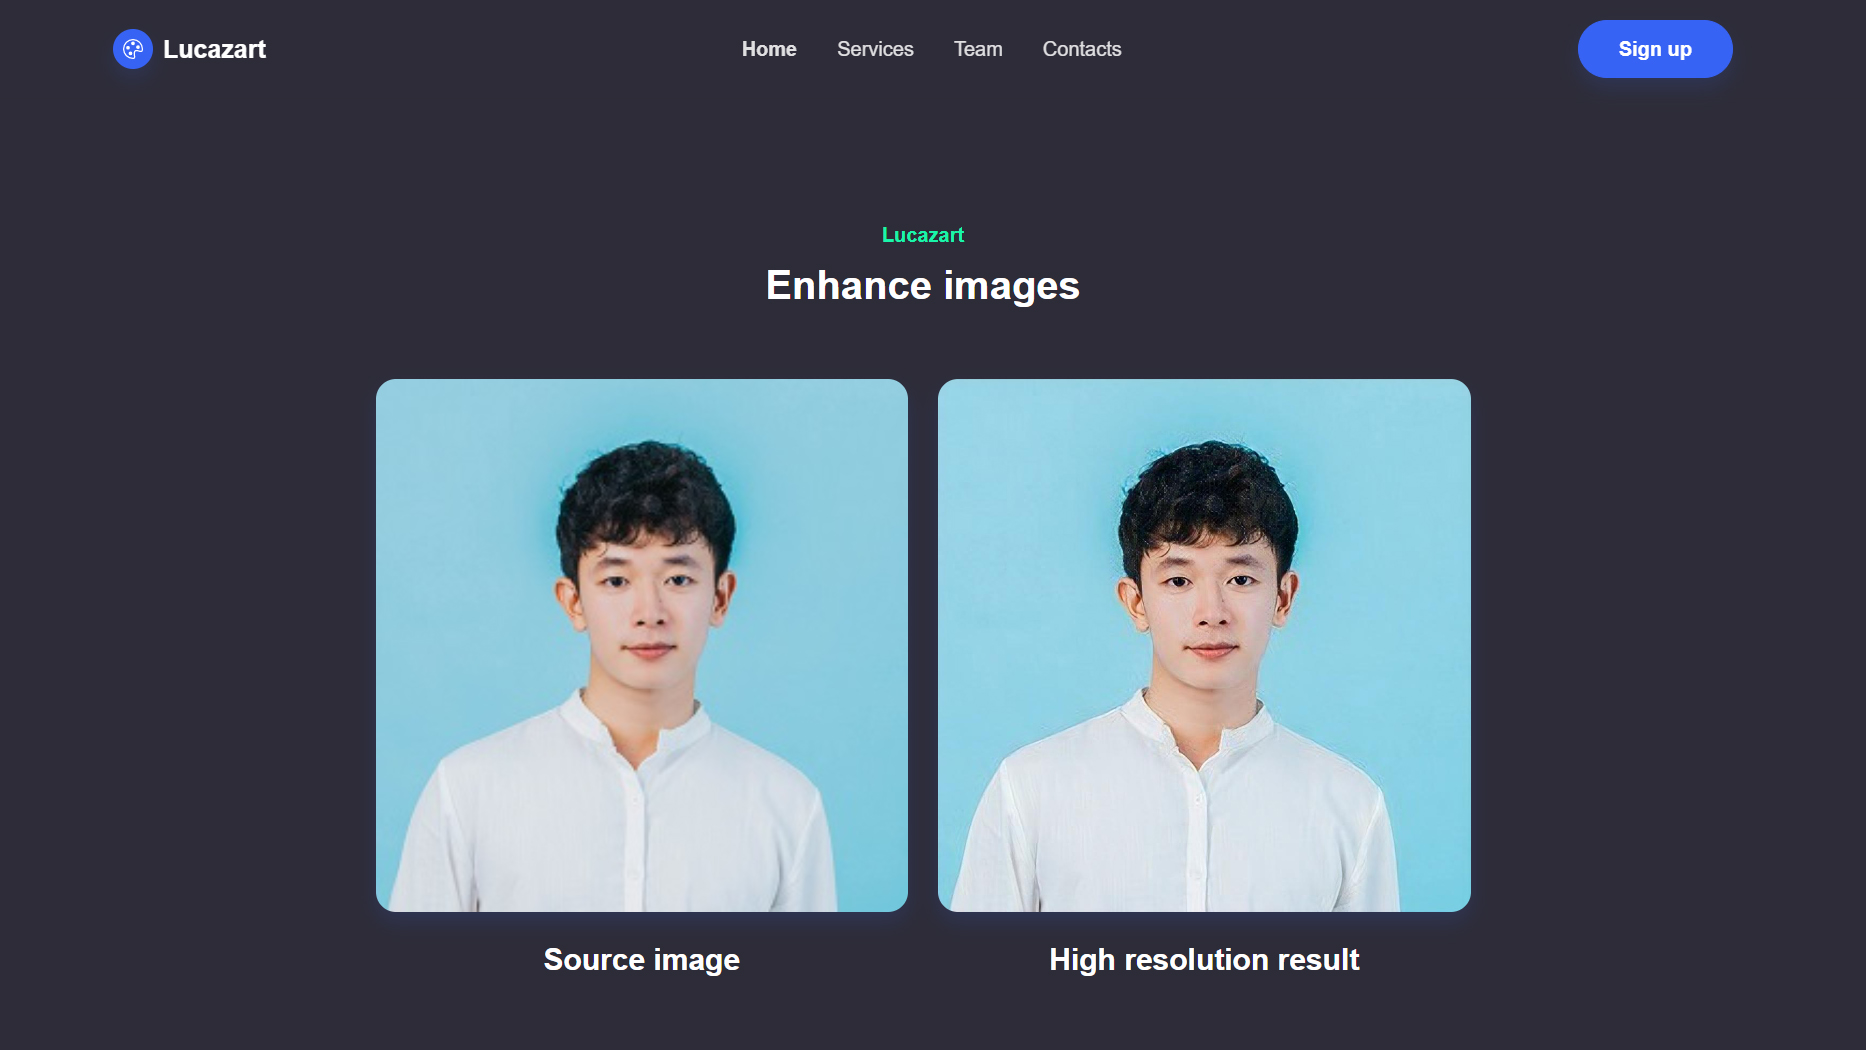 Lucazart
Home
Services
Team
Contacts
Sign up
Lucazart
Enhance images
Source image
High resolution result